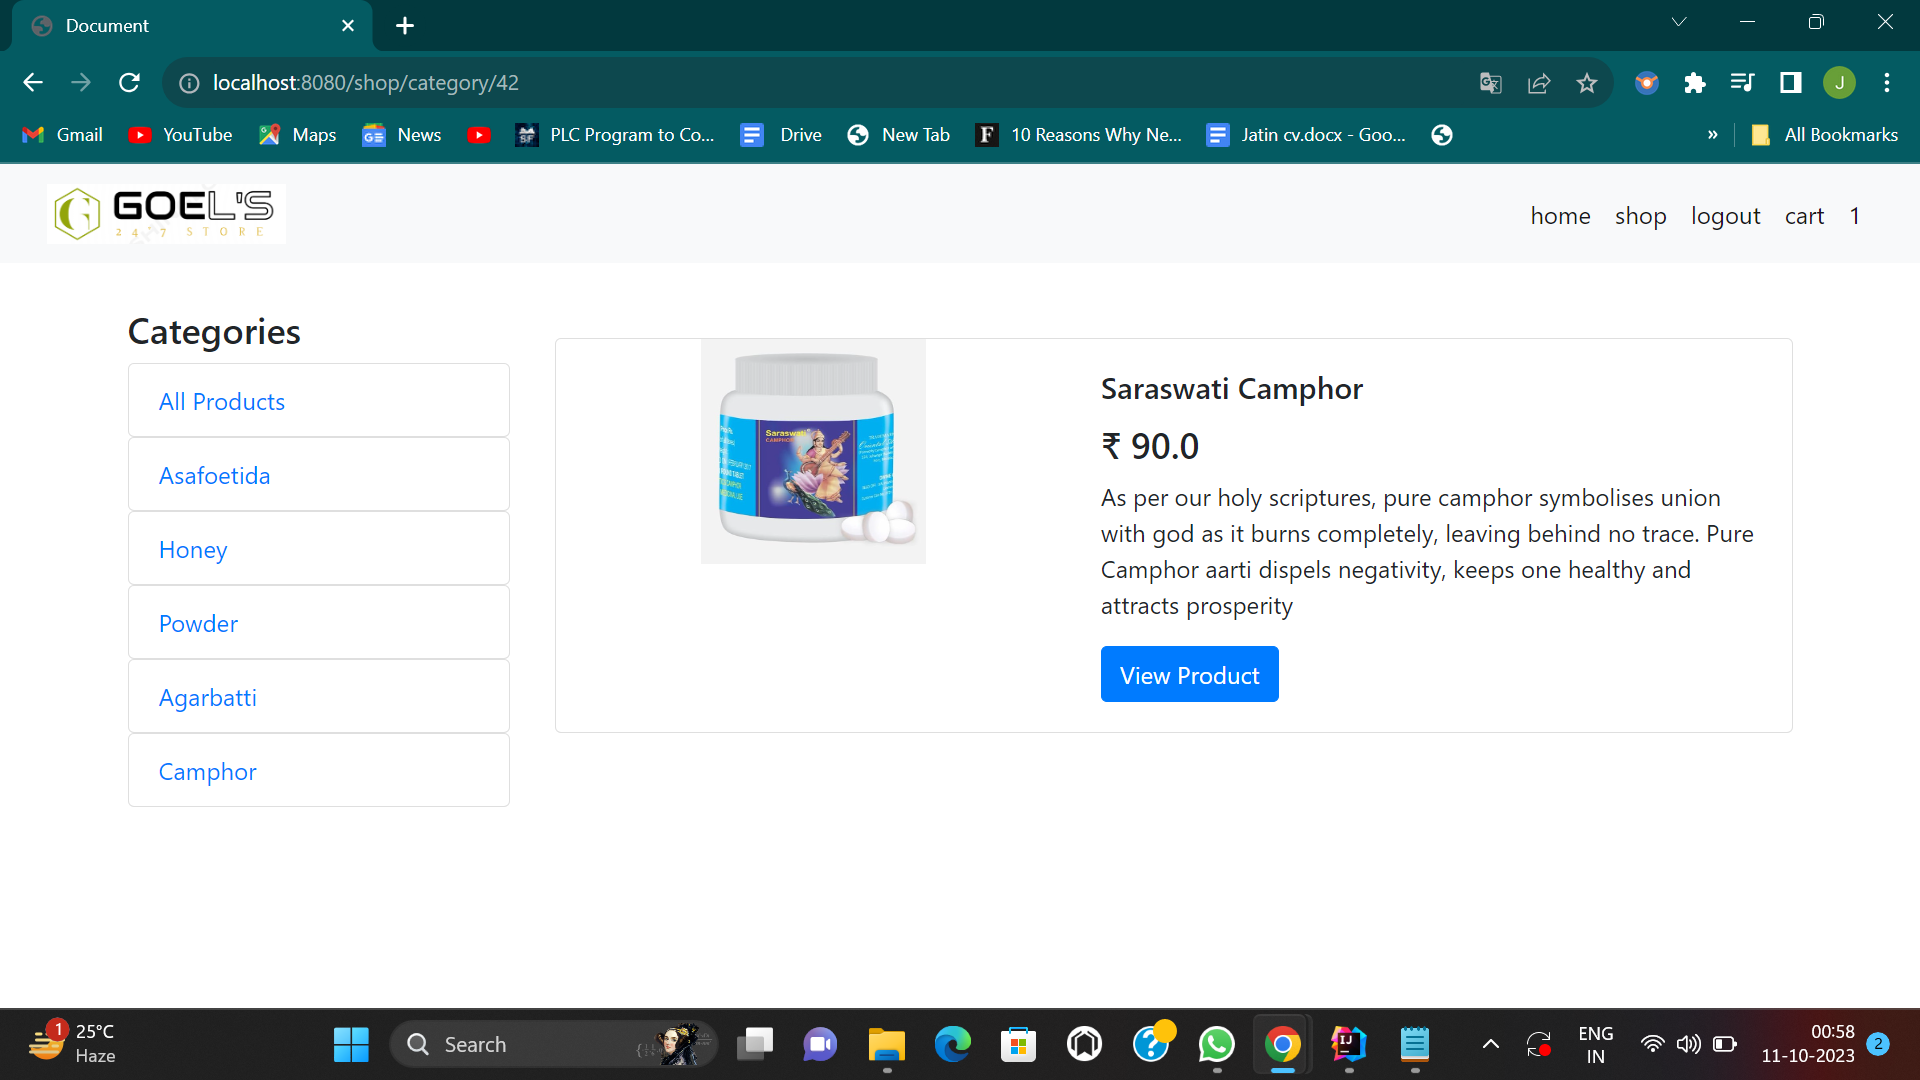 Document
localhost:8080/shop/category/42
Gmail
YouTube
Maps
News
PLC Program to Co...
Drive
New Tab
10 Reasons Why Ne...
Jatin cv.docx - Goo...
»
All Bookmarks
J
GOEL'S
24*7 STORE
home shop logout cart 1
Categories
All Products
Asafoetida
Honey
Powder
Agarbatti
Camphor
Saraswati
CAMPHOR
Saraswati Camphor
₹ 90.0
As per our holy scriptures, pure camphor symbolises union
with god as it burns completely, leaving behind no trace. Pure
Camphor aarti dispels negativity, keeps one healthy and
attracts prosperity
View Product
1
25°C
Haze
Search
ENG
IN
00:58
11-10-2023
2